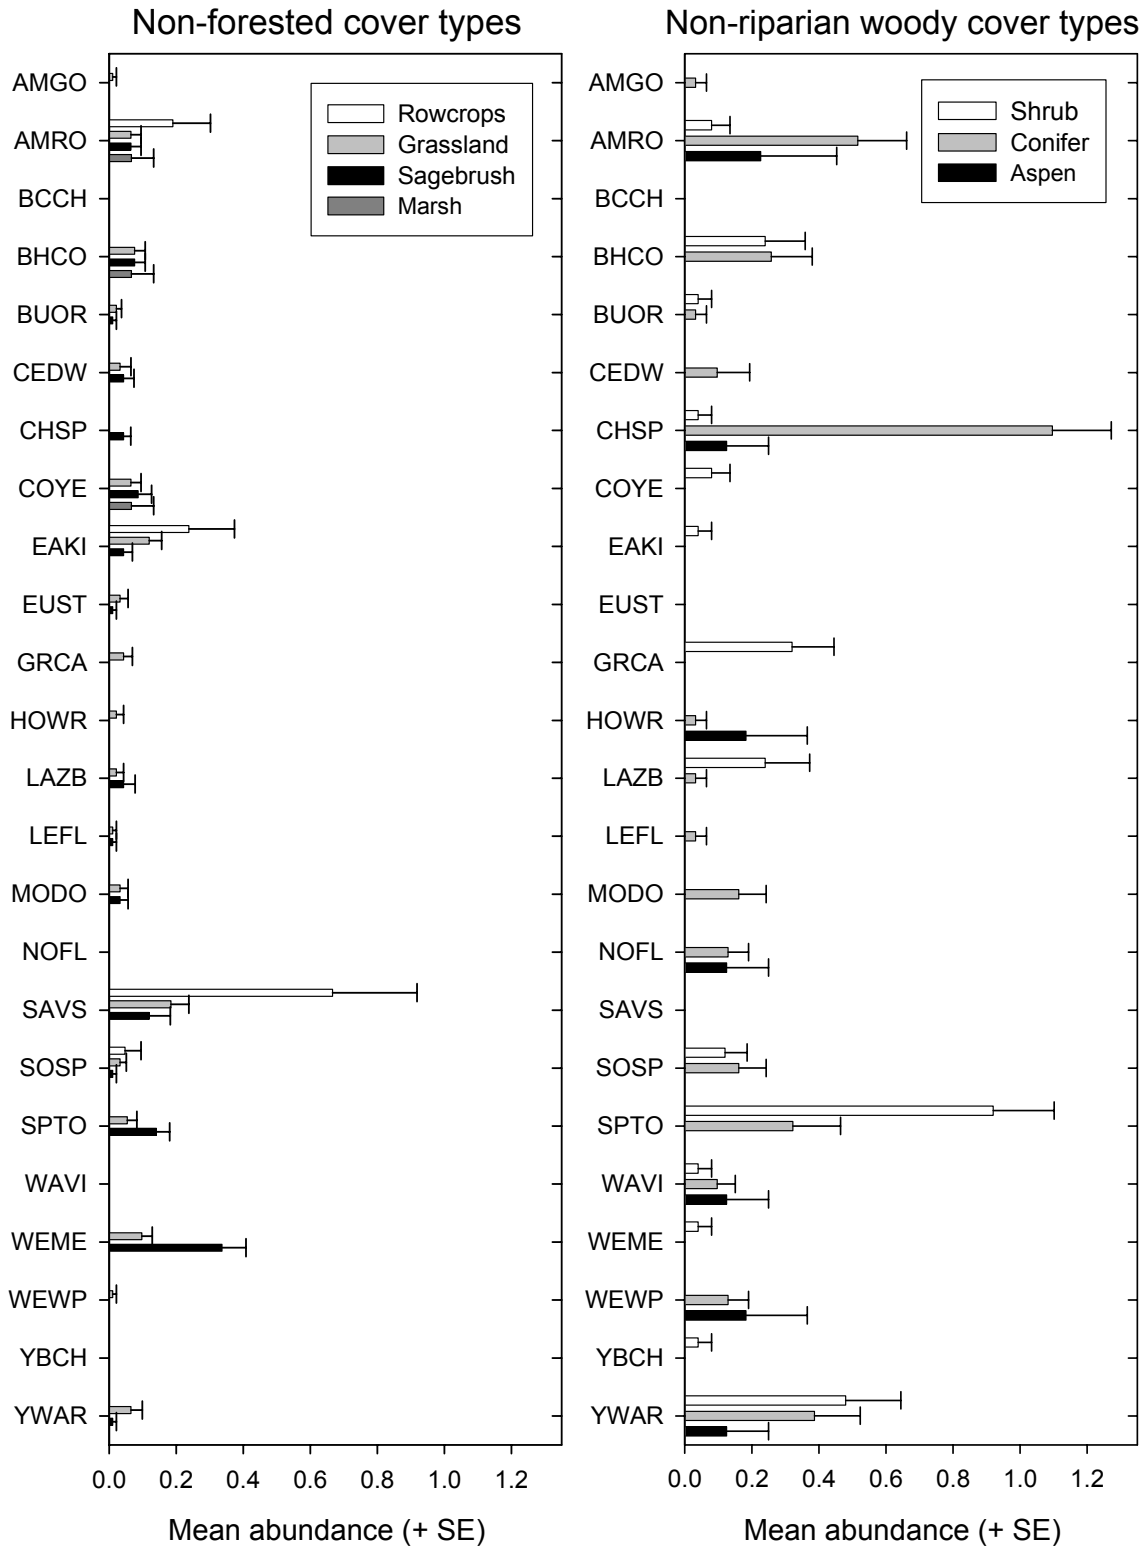 Non-forested cover types
Rowcrops
Grassland
Sagebrush
Marsh
AMGO
AMRO
BCCH
BHCO
BUOR
CEDW
CHSP
COYE
EAKI
EUST
GRCA
HOWR
LAZB
LEFL
MODO
NOFL
SAVS
SOSP
SPTO
WAVI
WEME
WEWP
YBCH
YWAR
0.0 0.2 0.4 0.6 0.8 1.0 1.2
Mean abundance (+ SE)
Non-riparian woody cover types
Shrub
Conifer
Aspen
AMGO
AMRO
BCCH
BHCO
BUOR
CEDW
CHSP
COYE
EAKI
EUST
GRCA
HOWR
LAZB
LEFL
MODO
NOFL
SAVS
SOSP
SPTO
WAVI
WEME
WEWP
YBCH
YWAR
0.0 0.2 0.4 0.6 0.8 1.0 1.2
Mean abundance (+ SE)